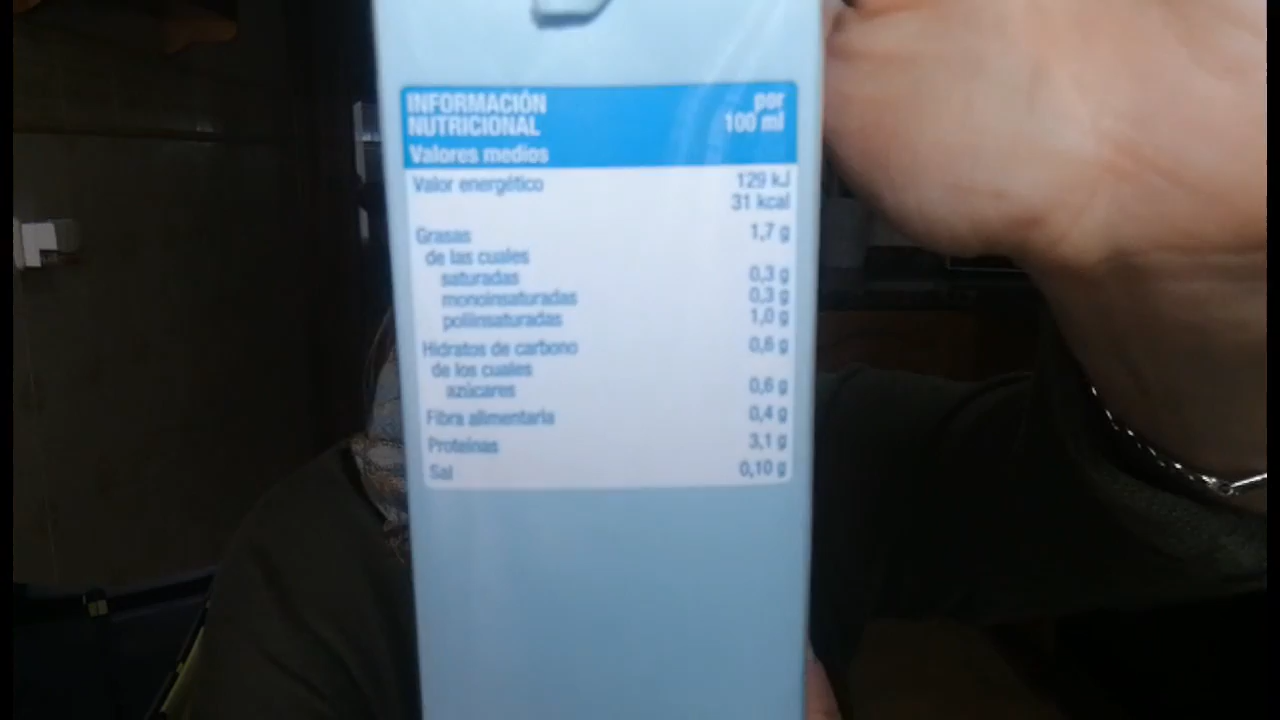 INFORMACIÓN por
NUTRICIONAL 100 ml
Valores medios
Valor energético 129 kJ
31 kcal
Grasas 1,7 g
de las cuales
saturadas 0,3 g
monoinsaturadas 0,3 g
poliinsaturadas 1,0 g
Hidratos de carbono 0,6 g
de los cuales
azúcares 0,6 g
Fibra alimentaria 0,4 g
Proteínas 3,1 g
Sal 0,10 g